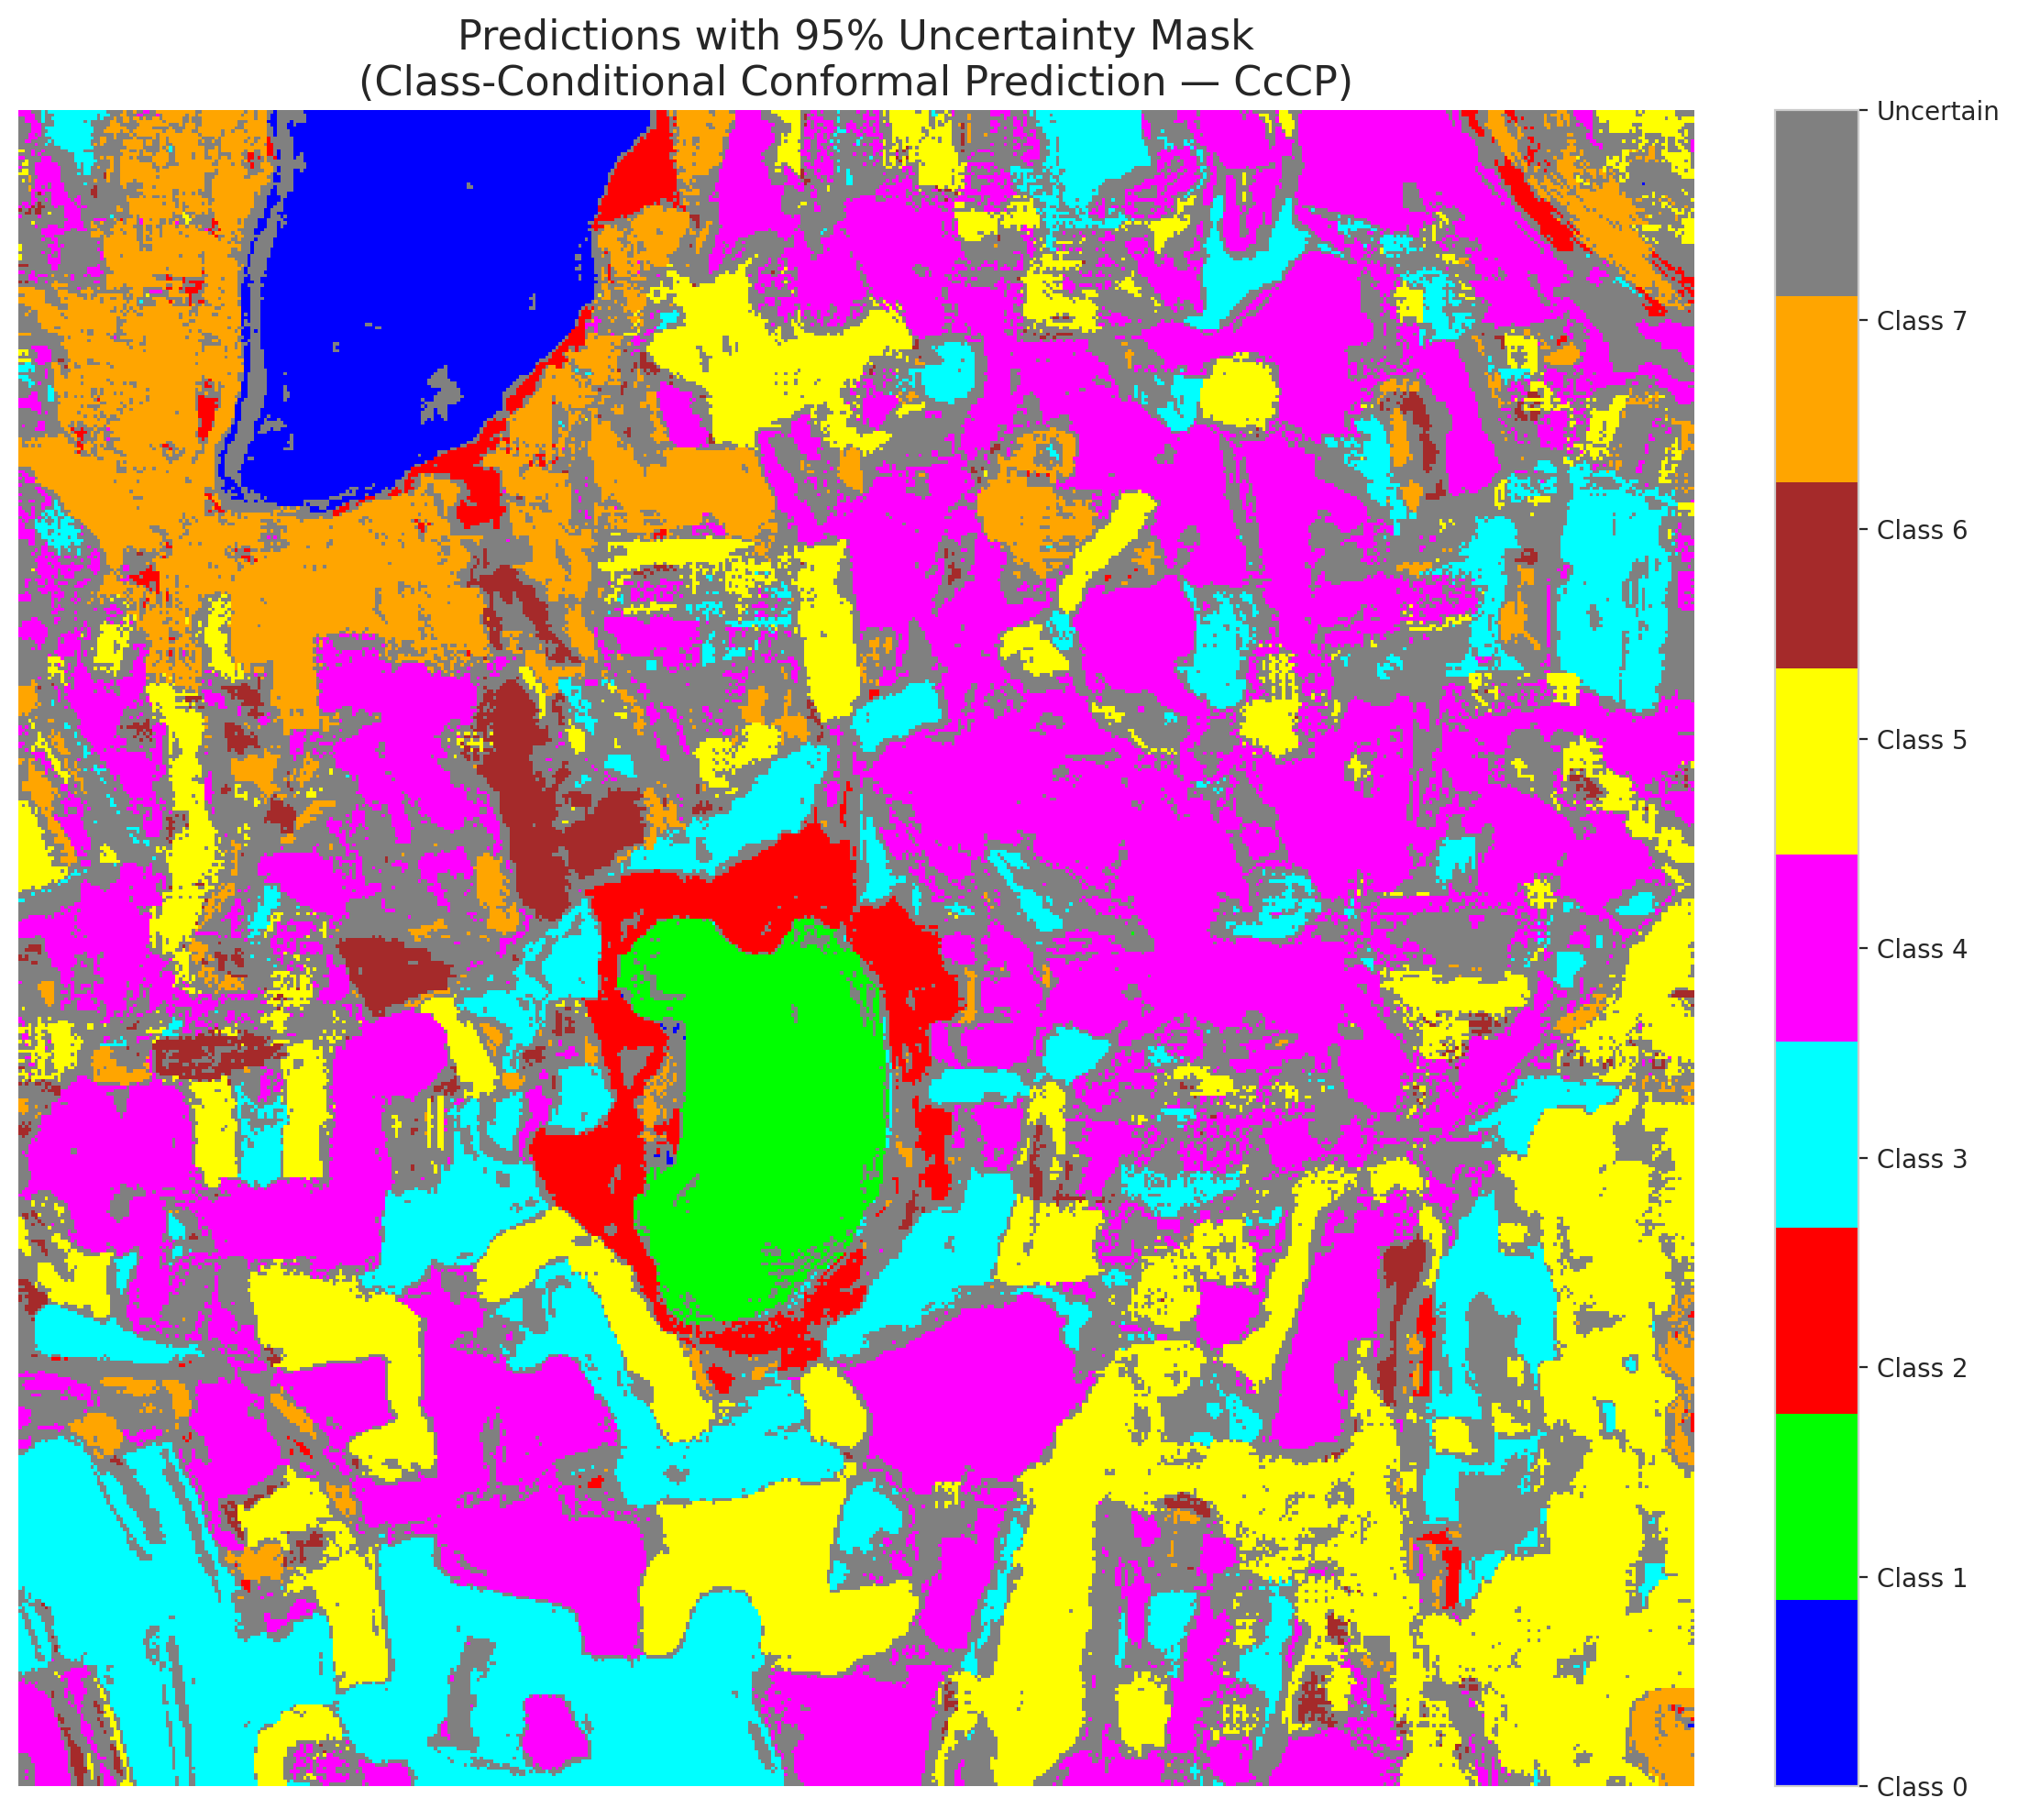 Predictions with 95% Uncertainty Mask
(Class-Conditional Conformal Prediction — CcCP)
Uncertain
Class 7
Class 6
Class 5
Class 4
Class 3
Class 2
Class 1
Class 0